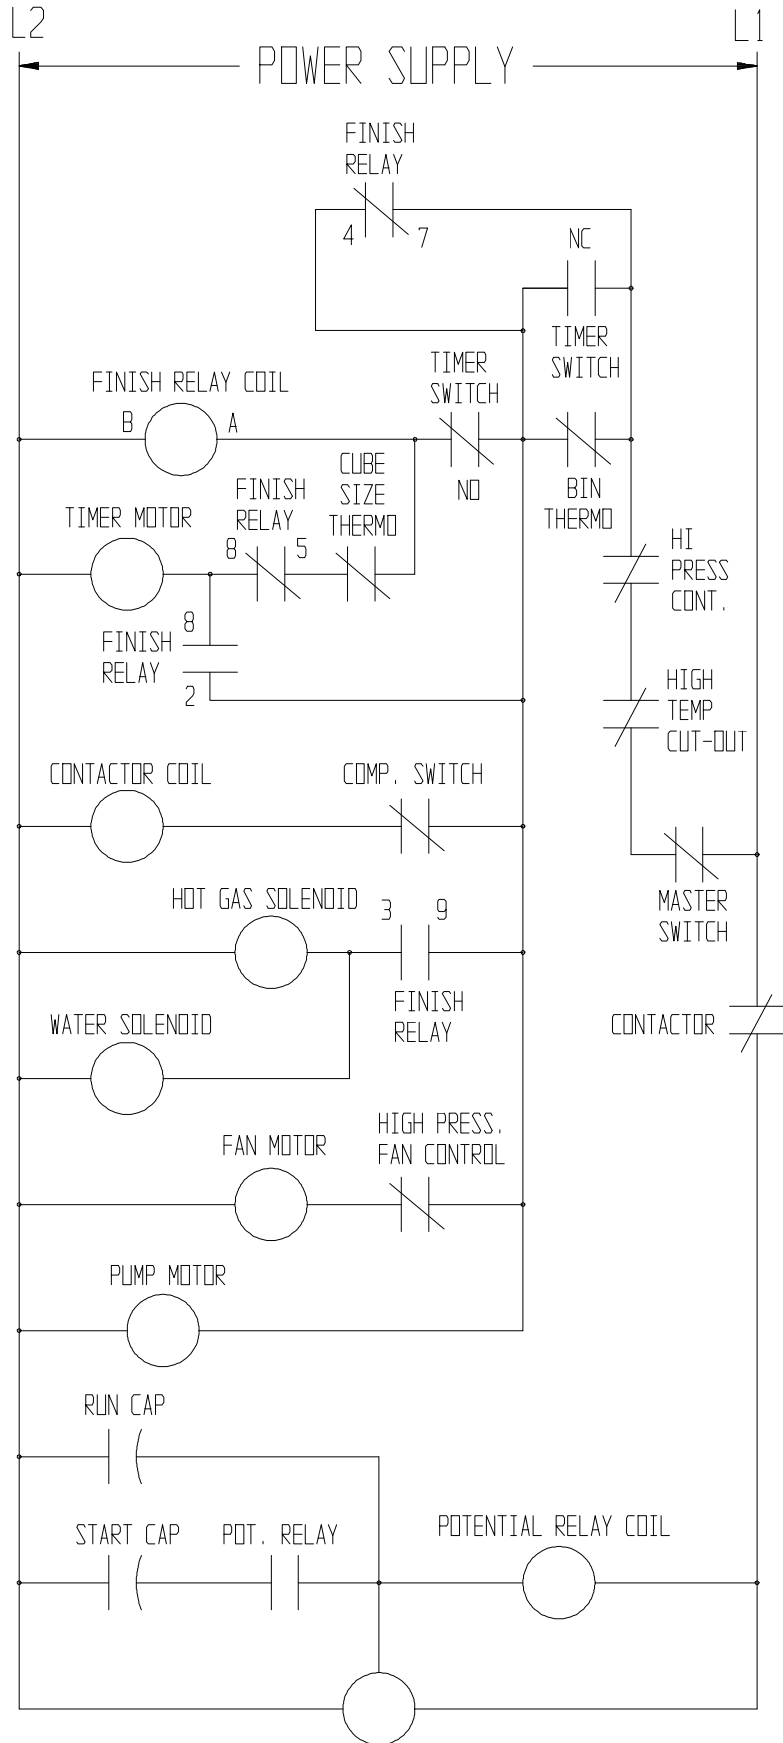 L2
L1
POWER SUPPLY
FINISH
RELAY
4
7
NC
TIMER
SWITCH
TIMER
SWITCH
FINISH RELAY COIL
B
A
NO
BIN
THERMO
CUBE
SIZE
THERMO
FINISH
RELAY
8
5
TIMER MOTOR
HI
PRESS
CONT.
8
FINISH
RELAY
2
HIGH
TEMP
CUT-OUT
CONTACTOR COIL
COMP. SWITCH
MASTER
SWITCH
HOT GAS SOLENOID
3
9
FINISH
RELAY
WATER SOLENOID
CONTACTOR
FAN MOTOR
HIGH PRESS.
FAN CONTROL
PUMP MOTOR
RUN CAP
START CAP
POT. RELAY
POTENTIAL RELAY COIL